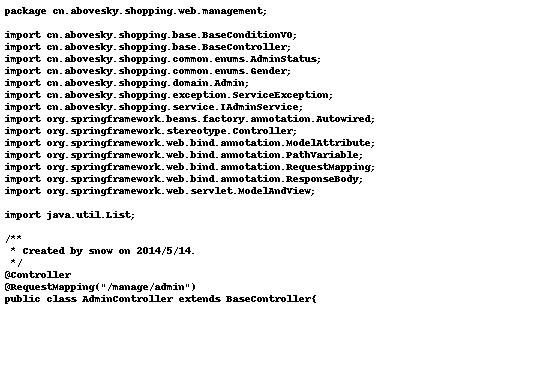 package cn.abovesky.shopping.web.management;

import cn.abovesky.shopping.base.BaseConditionVO;
import cn.abovesky.shopping.base.BaseController;
import cn.abovesky.shopping.common.enums.AdminStatus;
import cn.abovesky.shopping.common.enums.Gender;
import cn.abovesky.shopping.domain.Admin;
import cn.abovesky.shopping.exception.ServiceException;
import cn.abovesky.shopping.service.IAdminService;
import org.springframework.beans.factory.annotation.Autowired;
import org.springframework.stereotype.Controller;
import org.springframework.web.bind.annotation.ModelAttribute;
import org.springframework.web.bind.annotation.PathVariable;
import org.springframework.web.bind.annotation.RequestMapping;
import org.springframework.web.bind.annotation.ResponseBody;
import org.springframework.web.servlet.ModelAndView;

import java.util.List;

/**
 * Created by snow on 2014/5/14.
 */
@Controller
@RequestMapping("/manage/admin")
public class AdminController extends BaseController{